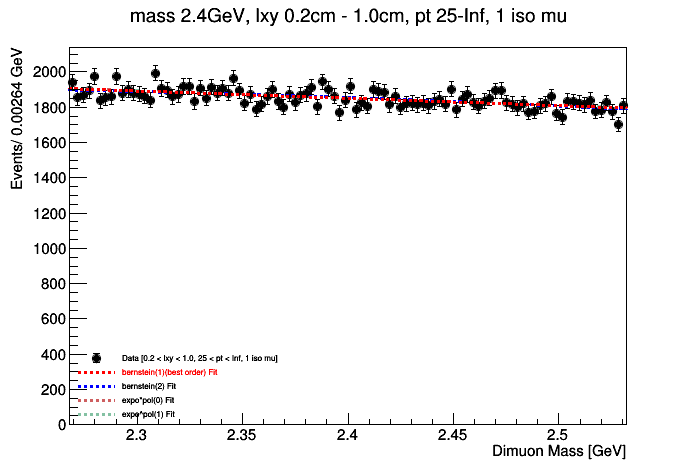 mass 2.4GeV, lxy 0.2cm - 1.0cm, pt 25-Inf, 1 iso mu
Events/ 0.00264 GeV
2000
1800
1600
1400
1200
1000
800
600
400
200
0
Data [0.2 < lxy < 1.0, 25 < pt < Inf, 1 iso mu]
bernstein(1)(best order) Fit
bernstein(2) Fit
expo*pol(0) Fit
expo*pol(1) Fit
2.3 2.35 2.4 2.45 2.5
Dimuon Mass [GeV]